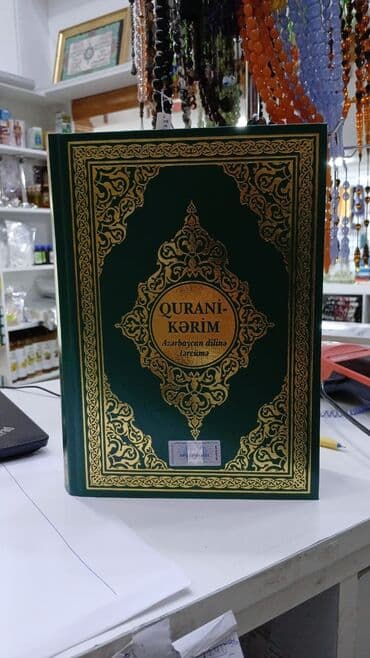 QURANİ-
KƏRİM
Azərbaycan dilinə
tərcümə